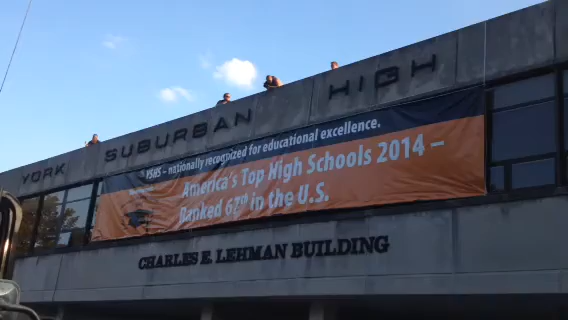 YORK SUBURBAN HIGH
YSHS – nationally recognized for educational excellence.
America's Top High Schools 2014 –
Ranked 67th in the U.S.
CHARLES E. LEHMAN BUILDING